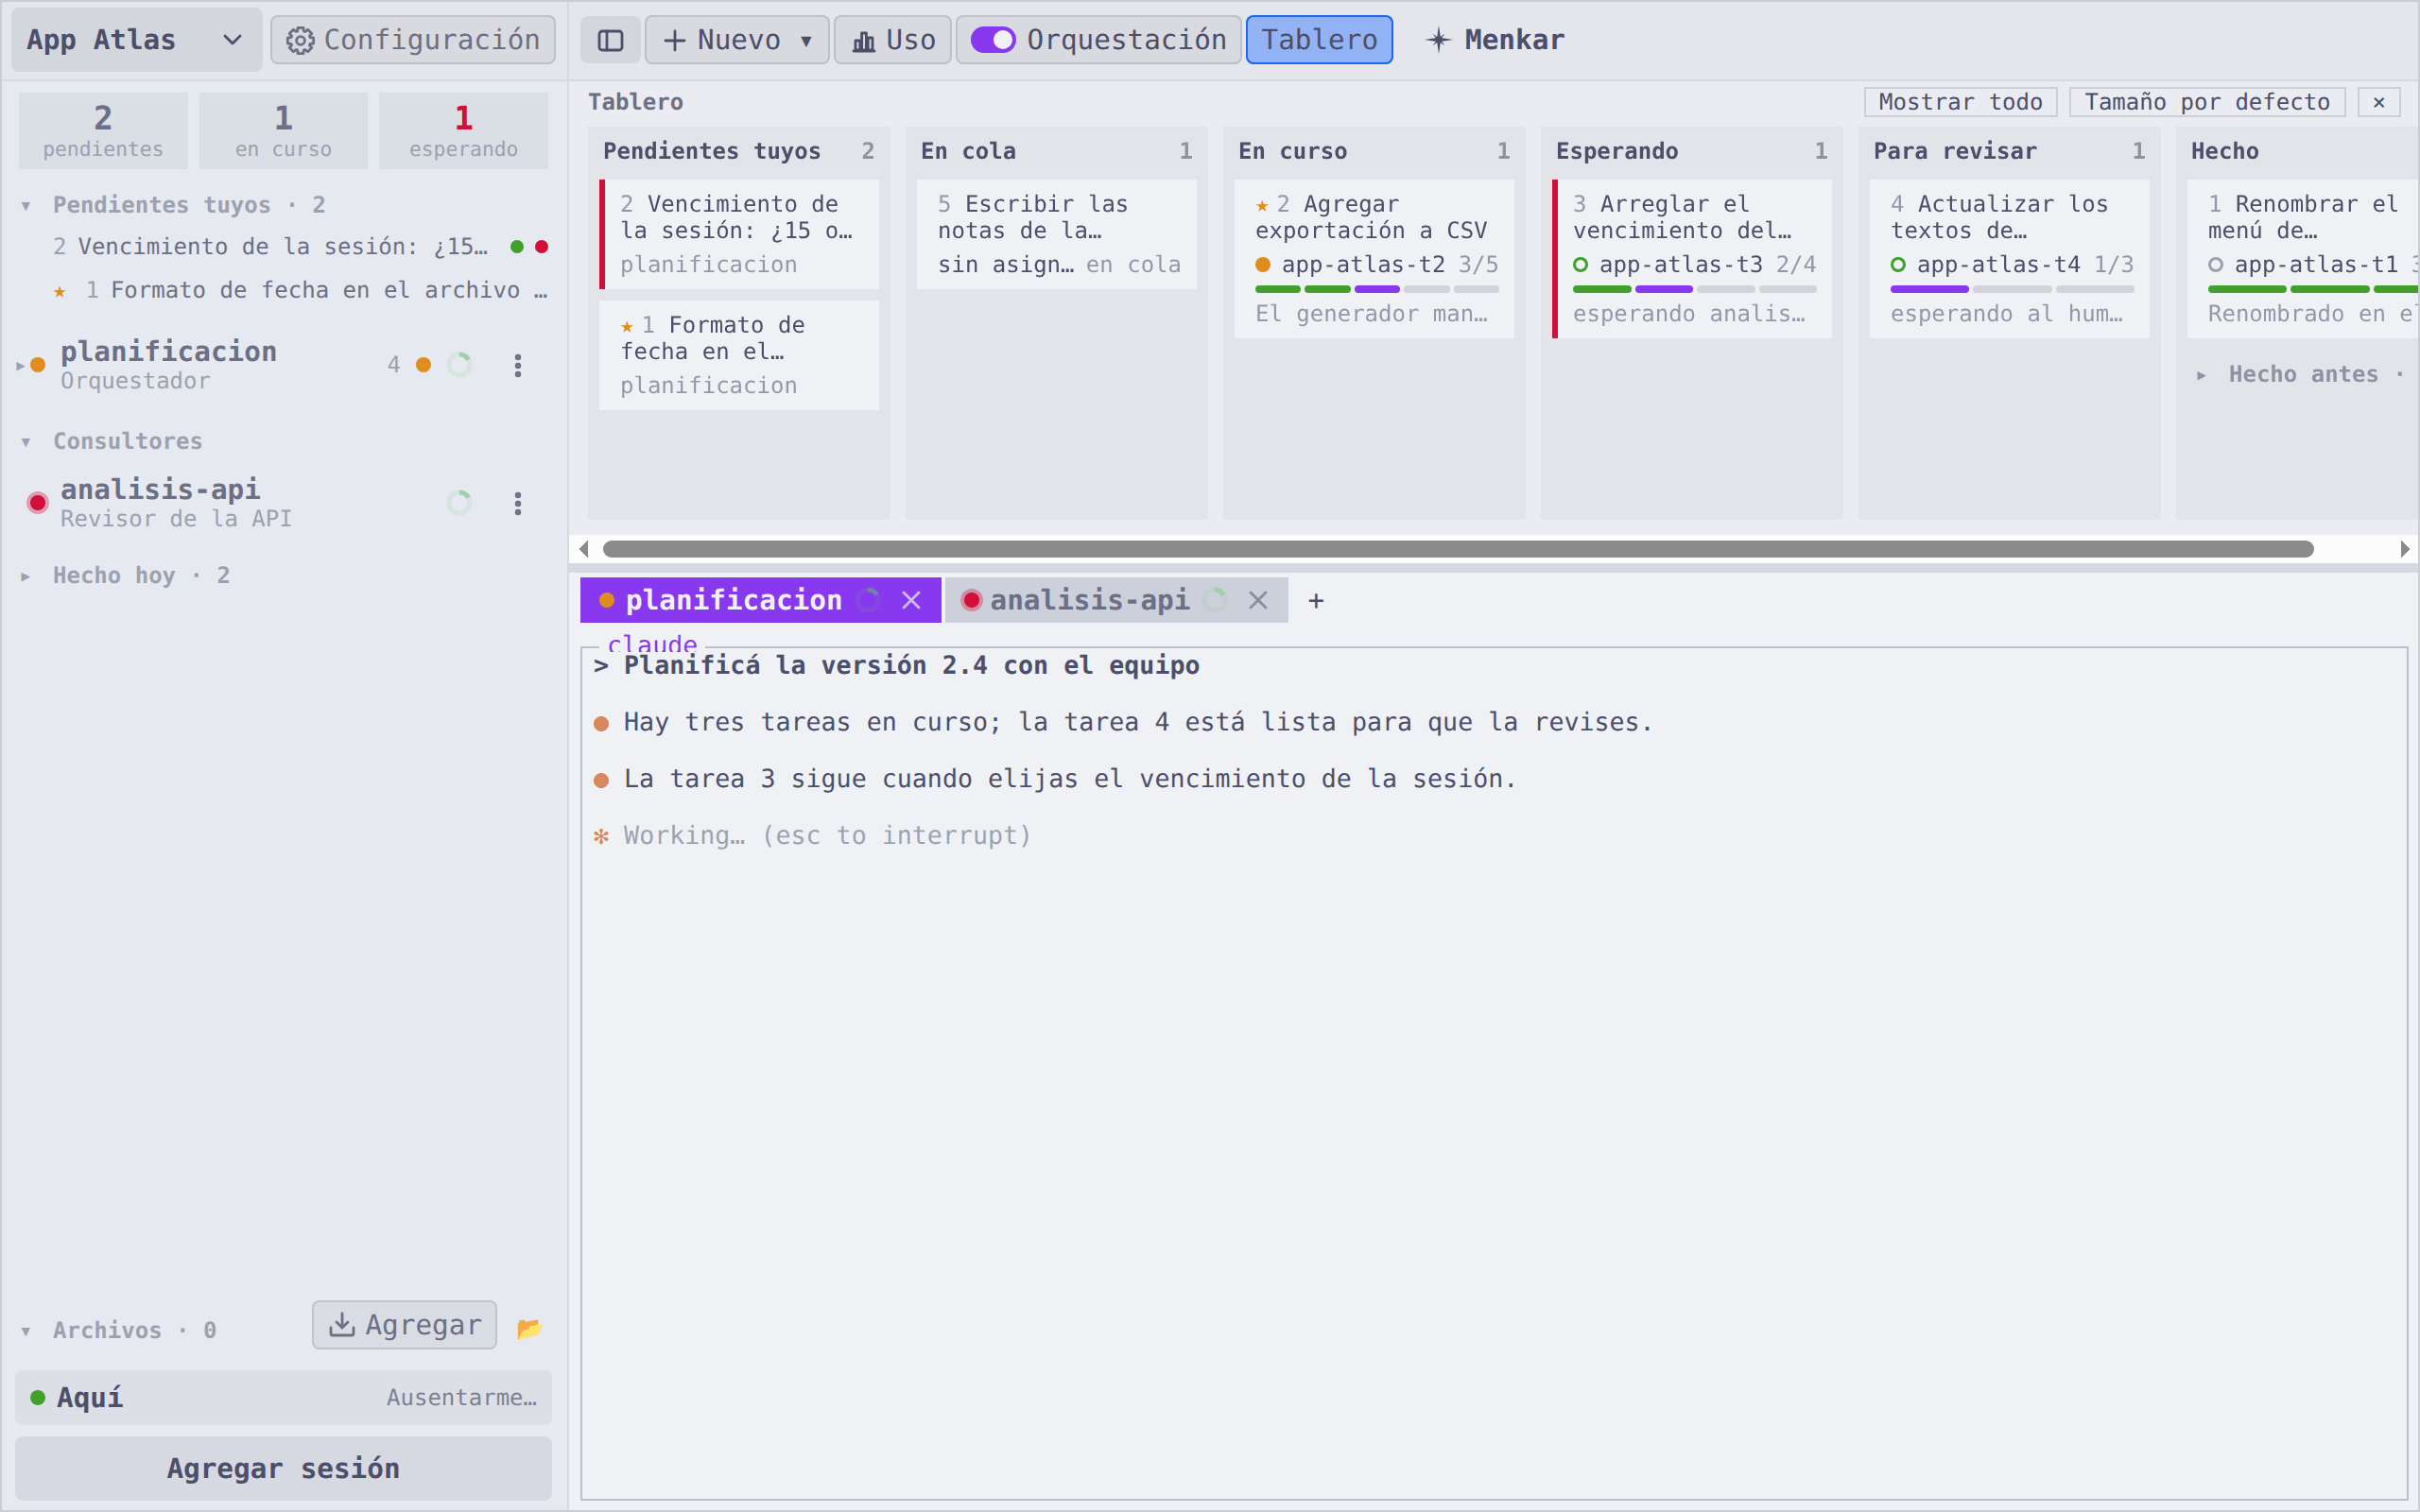 App Atlas
Configuración
Nuevo
Uso
Orquestación
Tablero
Menkar
2
pendientes
1
en curso
1
esperando
Pendientes tuyos · 2
2 Vencimiento de la sesión: ¿15…
★ 1 Formato de fecha en el archivo …
planificacion
Orquestador
4
Consultores
analisis-api
Revisor de la API
Hecho hoy · 2
Archivos · 0
Agregar
Aquí
Ausentarme…
Agregar sesión
Tablero
Mostrar todo
Tamaño por defecto
×
Pendientes tuyos 2
2 Vencimiento de
la sesión: ¿15 o…
planificacion
★ 1 Formato de
fecha en el…
planificacion
En cola 1
5 Escribir las
notas de la…
sin asign… en cola
En curso 1
★ 2 Agregar
exportación a CSV
app-atlas-t2 3/5
El generador man…
Esperando 1
3 Arreglar el
vencimiento del…
app-atlas-t3 2/4
esperando analis…
Para revisar 1
4 Actualizar los
textos de…
app-atlas-t4 1/3
esperando al hum…
Hecho
1 Renombrar el
menú de…
app-atlas-t1
Renombrado en el
Hecho antes ·
planificacion
analisis-api
+
claude
> Planificá la versión 2.4 con el equipo
Hay tres tareas en curso; la tarea 4 está lista para que la revises.
La tarea 3 sigue cuando elijas el vencimiento de la sesión.
✻ Working… (esc to interrupt)